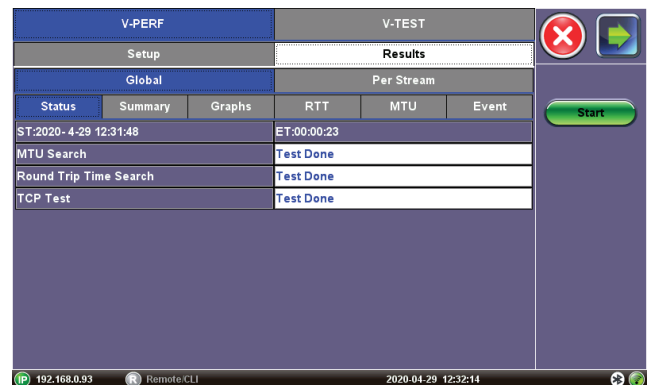 V-PERF V-TEST
Setup Results
Global Per Stream
Status Summary Graphs RTT MTU Event
Start
ST:2020- 4-29 12:31:48 ET:00:00:23
MTU Search Test Done
Round Trip Time Search Test Done
TCP Test Test Done
IP 192.168.0.93 R Remote/CLI 2020-04-29 12:32:14